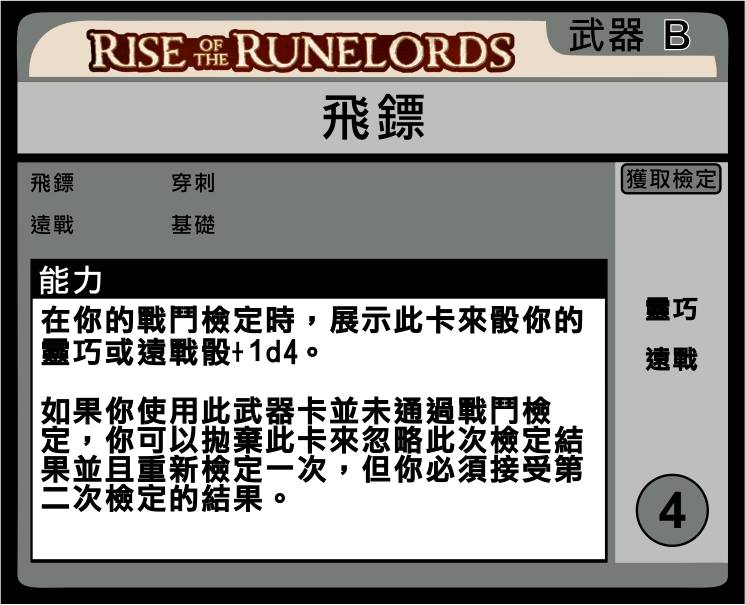 RISE OF THE RUNELORDS
武器 B
飛鏢
飛鏢 穿刺
獲取檢定
遠戰 基礎
能力
在你的戰鬥檢定時，展示此卡來骰你的
靈巧或遠戰骰+1d4。
如果你使用此武器卡並未通過戰鬥檢
定，你可以拋棄此卡來忽略此次檢定結
果並且重新檢定一次，但你必須接受第
二次檢定的結果。
靈巧
遠戰
4